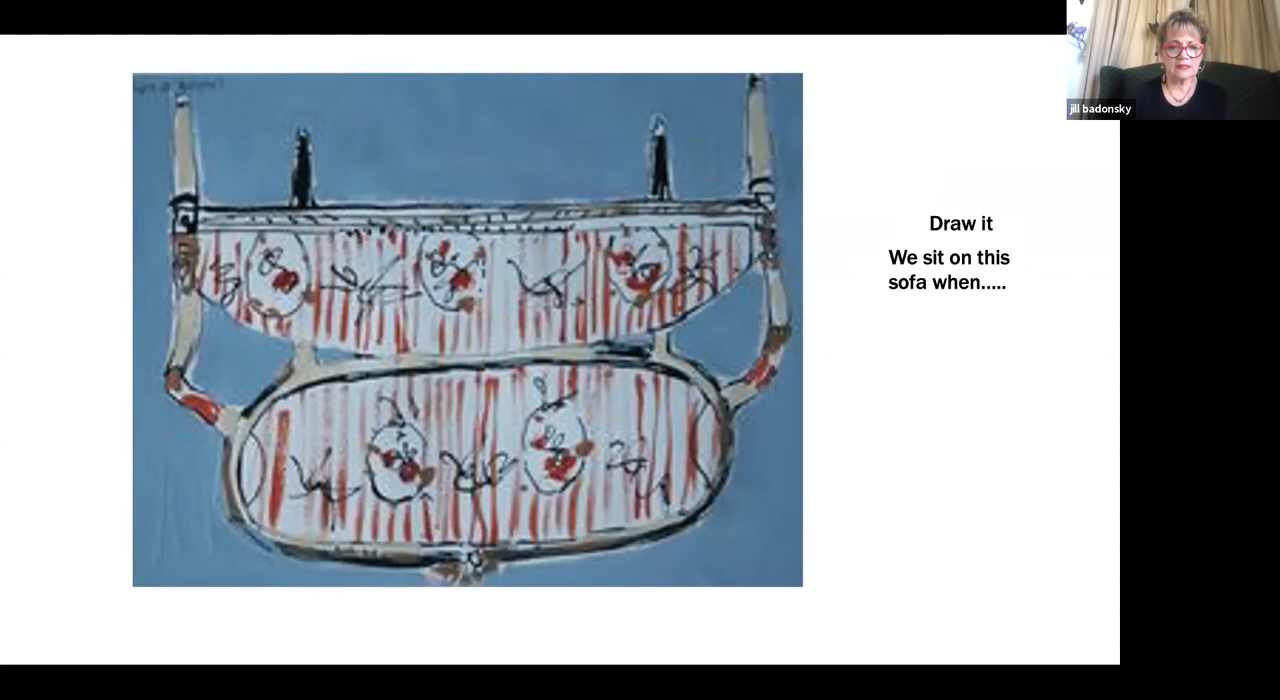 jill badonsky
Draw it
We sit on this
sofa when.....